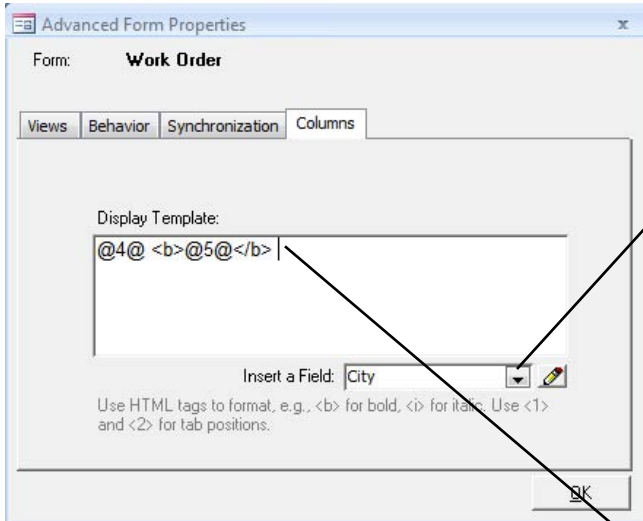 Advanced Form Properties
x
Form: Work Order
Views Behavior Synchronization Columns
Display Template:
@4@ <b>@5@</b>
Insert a Field: City
Use HTML tags to format, e.g., <b> for bold, <i> for italic. Use <1>
and <2> for tab positions.
OK